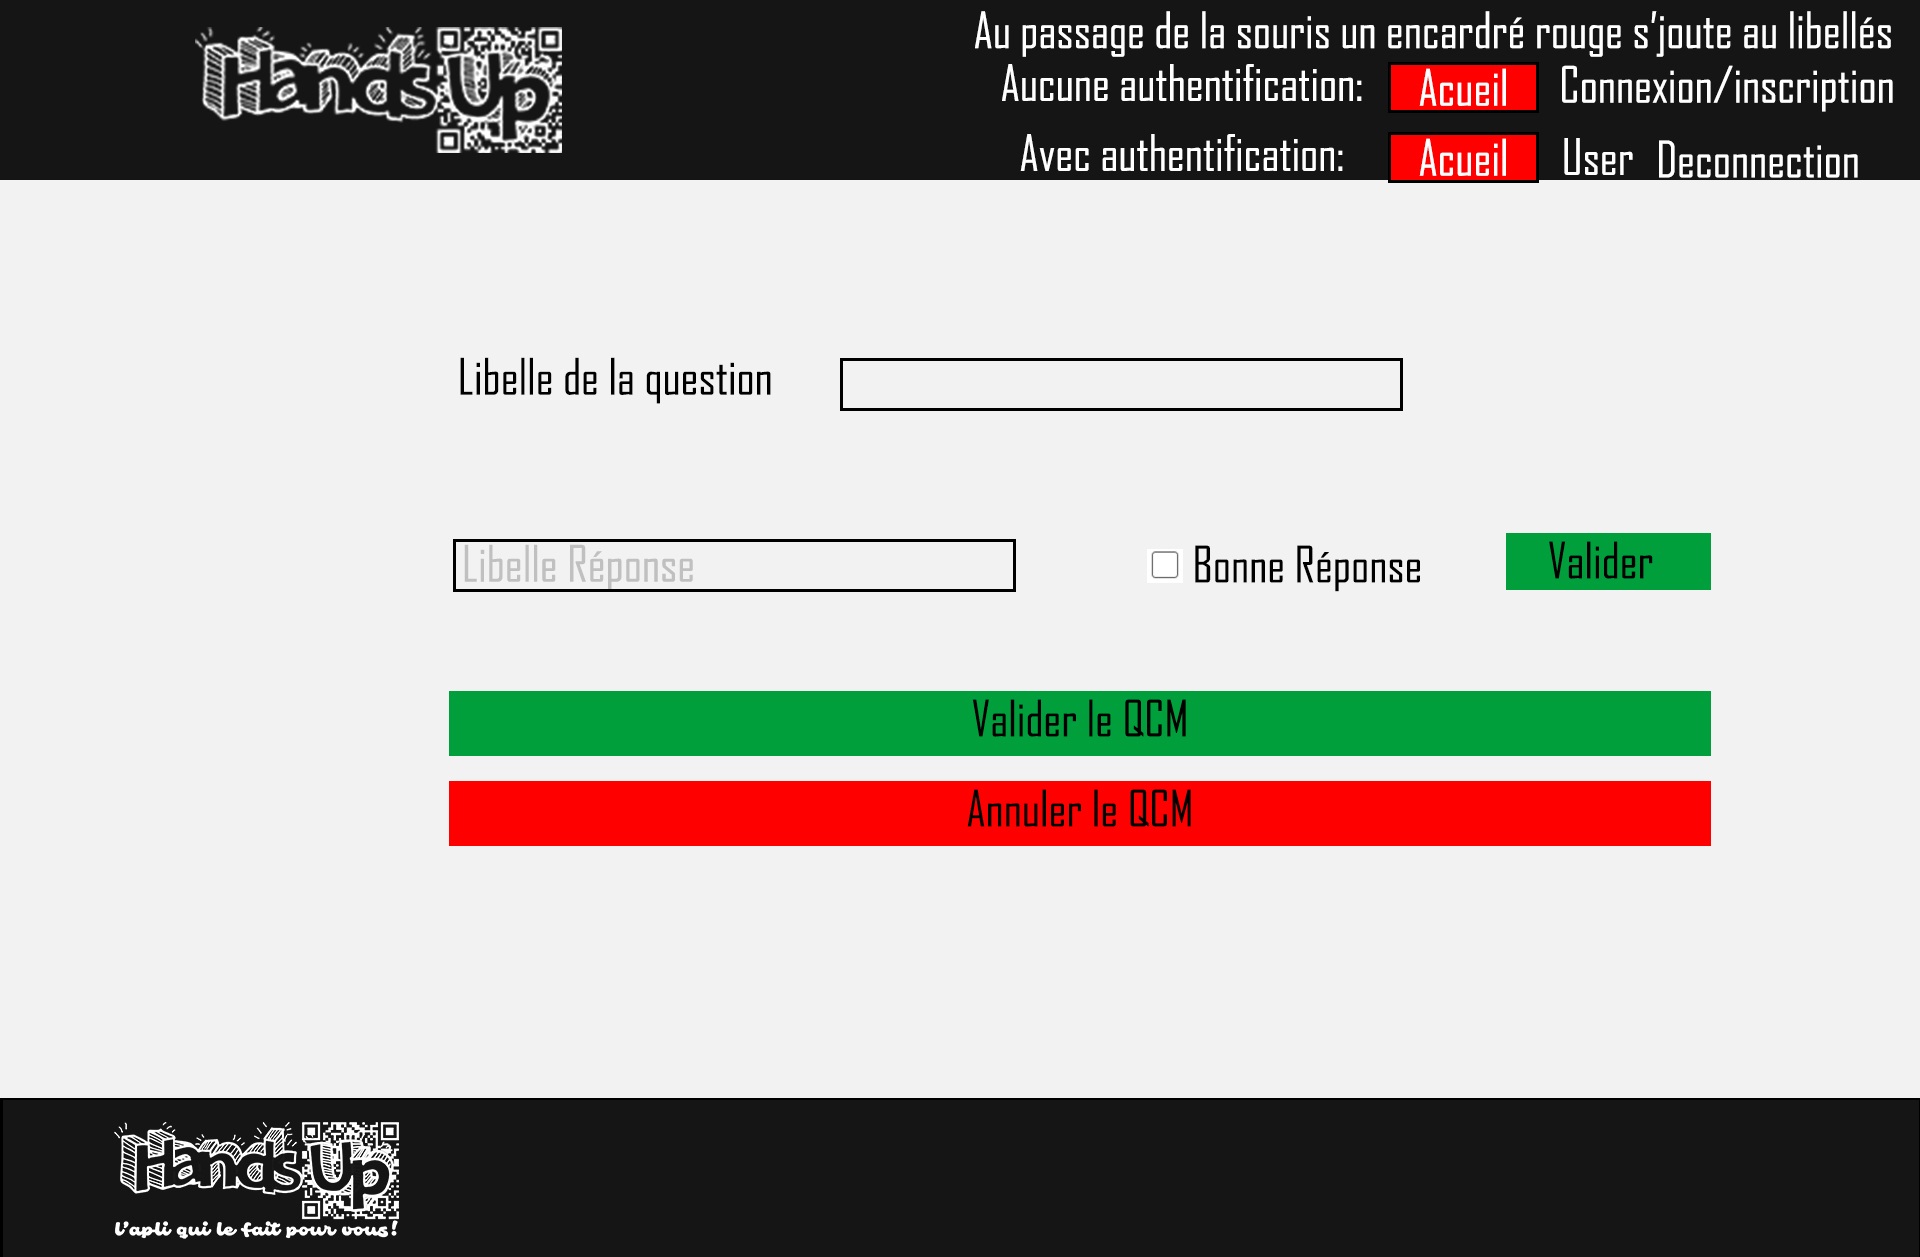 Hands Up
Au passage de la souris un encardré rouge s'joute au libellés
Aucune authentification: Acueil Connexion/inscription
Avec authentification: Acueil User Deconnection
Libelle de la question
Libelle Réponse Bonne Réponse Valider
Valider le QCM
Annuler le QCM
Hands Up
L'apli qui le fait pour vous!